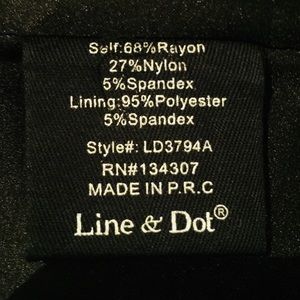 Self:68%Rayon
27%Nylon
5%Spandex
Lining:95%Polyester
5%Spandex
Style#: LD3794A
RN#134307
MADE IN P.R.C
Line & Dot®